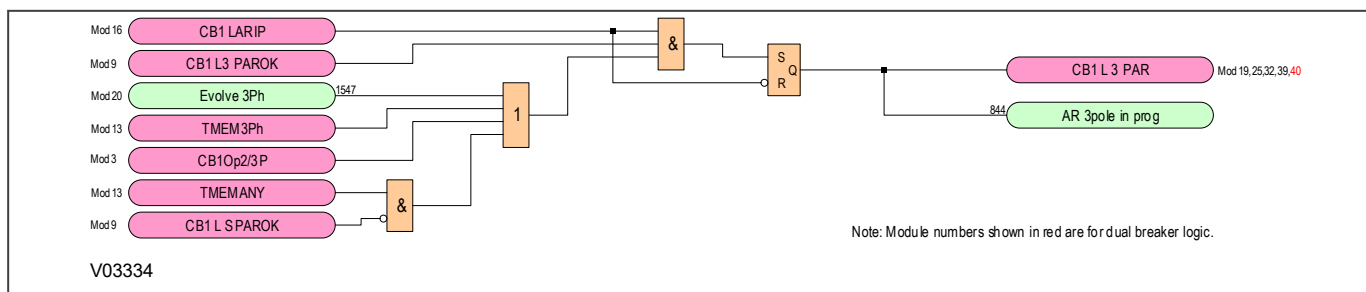 Mod 16 CB1 LARIP
Mod 9 CB1 L3 PAROK
Mod 20 Evolve 3Ph 1547
Mod 13 TMEM3Ph
Mod 3 CB1Op2/3P
Mod 13 TMEMANY
Mod 9 CB1 L SPAROK
&
1
&
S
Q
R
CB1 L 3 PAR Mod 19,25,32,39,40
844 AR 3pole in prog
Note: Module numbers shown in red are for dual breaker logic.
V03334